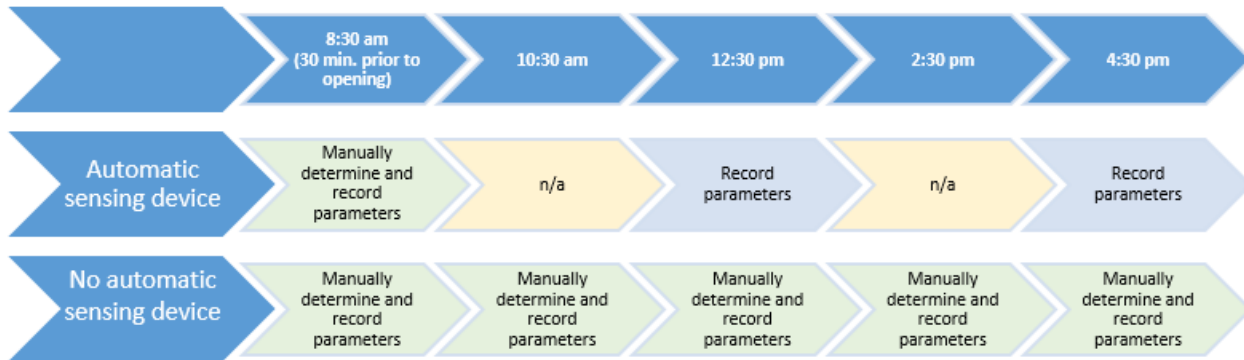 8:30 am
(30 min. prior to
opening)
10:30 am
12:30 pm
2:30 pm
4:30 pm
Automatic
sensing device
Manually
determine and
record
parameters
n/a
Record
parameters
n/a
Record
parameters
No automatic
sensing device
Manually
determine and
record
parameters
Manually
determine and
record
parameters
Manually
determine and
record
parameters
Manually
determine and
record
parameters
Manually
determine and
record
parameters